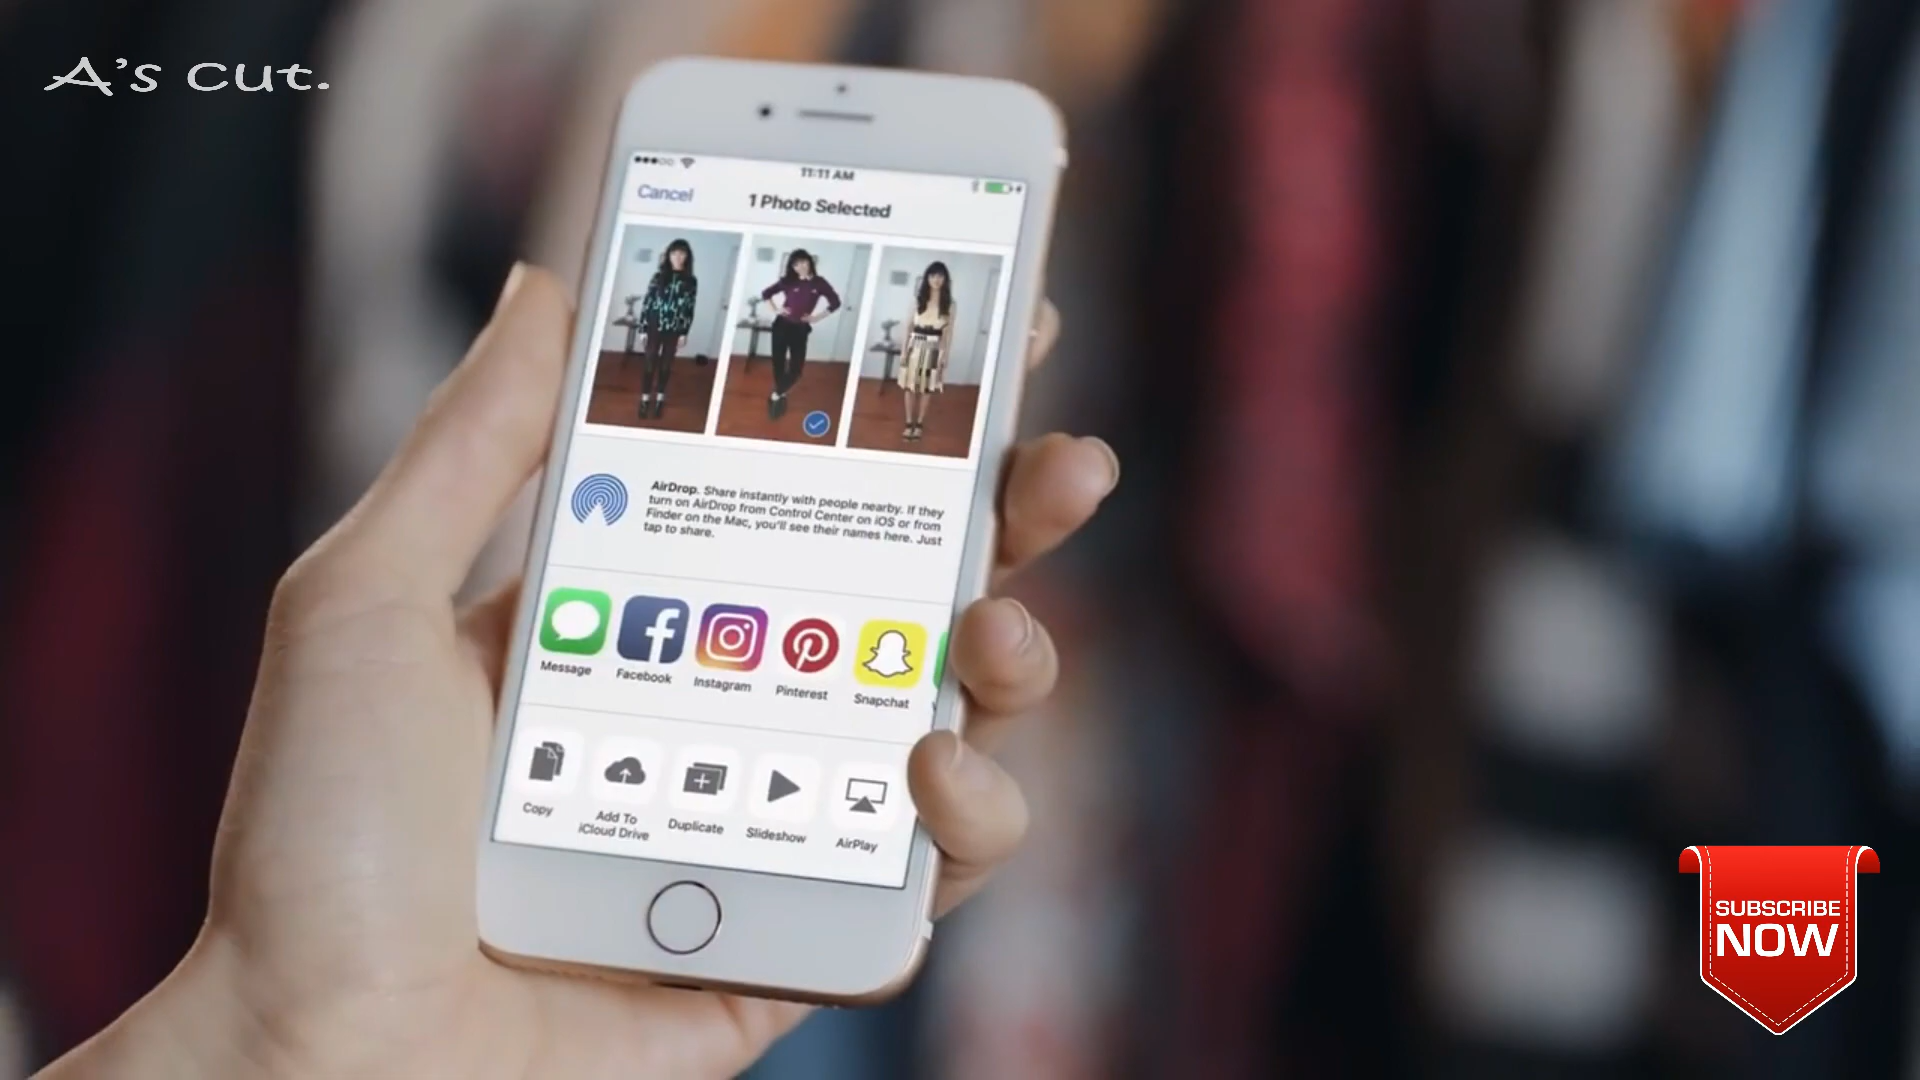 A's cut.
11:11 AM
Cancel
1 Photo Selected
AirDrop. Share instantly with people nearby. If they
turn on AirDrop from Control Center on iOS or from
Finder on the Mac, you'll see their names here. Just
tap to share.
Message
Facebook
Instagram
Pinterest
Snapchat
Copy
Add To
iCloud Drive
Duplicate
Slideshow
AirPlay
SUBSCRIBE
NOW